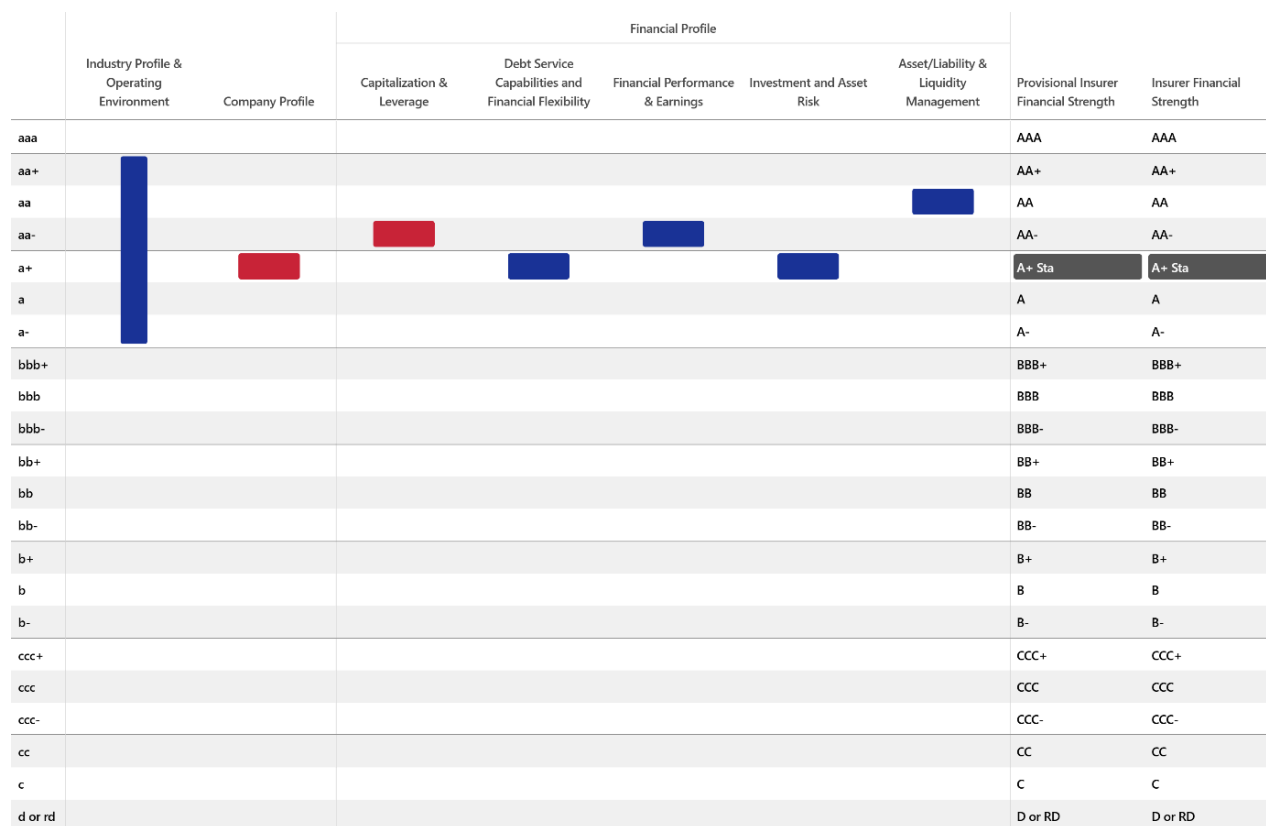 Financial Profile
Industry Profile &
Operating
Environment
Company Profile
Capitalization &
Leverage
Debt Service
Capabilities and
Financial Flexibility
Financial Performance
& Earnings
Investment and Asset
Risk
Asset/Liability &
Liquidity
Management
Provisional Insurer
Financial Strength
Insurer Financial
Strength
aaa AAA AAA
aa+ AA+ AA+
aa AA AA
aa- AA- AA-
a+ A+ Sta A+ Sta
a A A
a- A- A-
bbb+ BBB+ BBB+
bbb BBB BBB
bbb- BBB- BBB-
bb+ BB+ BB+
bb BB BB
bb- BB- BB-
b+ B+ B+
b B B
b- B- B-
ccc+ CCC+ CCC+
ccc CCC CCC
ccc- CCC- CCC-
cc CC CC
c C C
d or rd D or RD D or RD